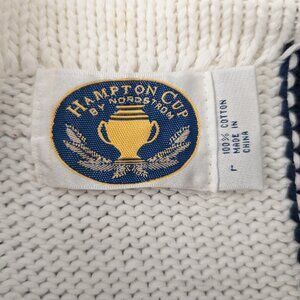 HAMPTON CUP
BY NORDSTROM
100% COTTON
MADE IN
CHINA
L